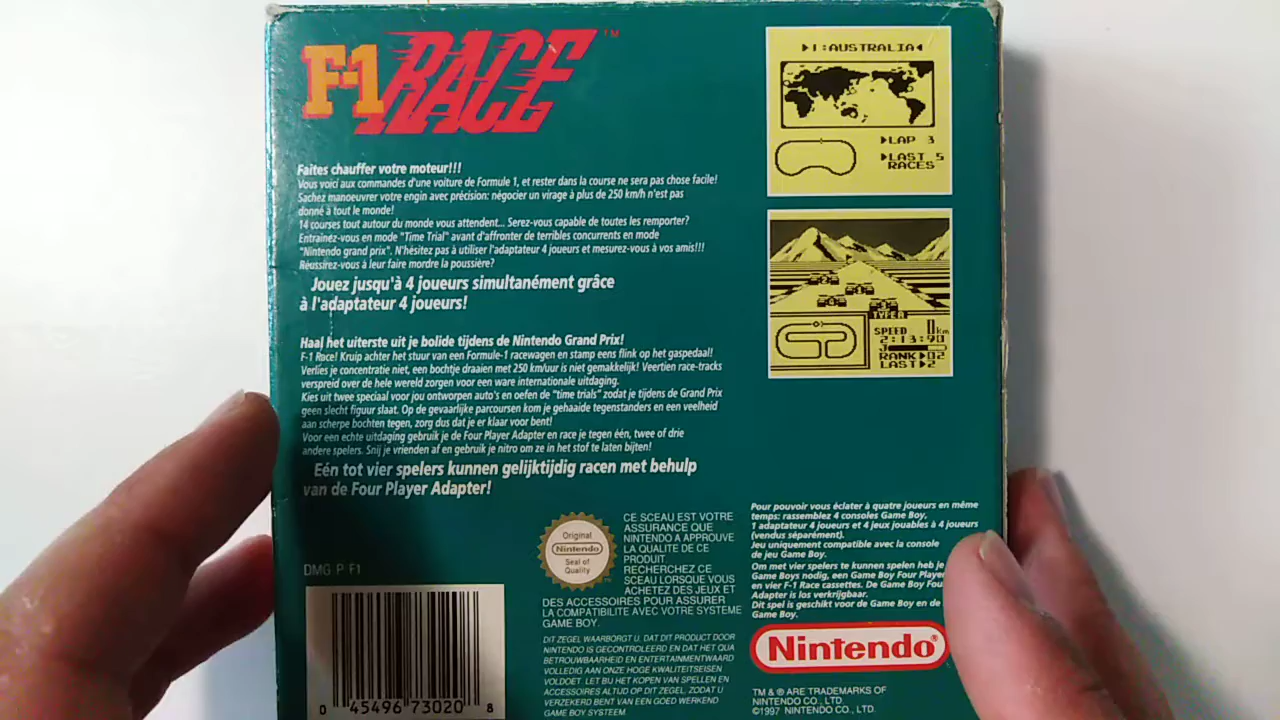 F-1 RACE™
Faites chauffer votre moteur!!!
Vous voici aux commandes d'une voiture de Formule 1, et rester dans la course ne sera pas chose facile!
Sachez manoeuvrer votre engin avec précision: négocier un virage à plus de 250 km/h n'est pas
donné à tout le monde!
14 courses tout autour du monde vous attendent... Serez-vous capable de toutes les remporter?
Entrainez-vous en mode "Time Trial" avant d'affronter de terribles concurrents en mode
"Nintendo grand prix". N'hésitez pas à utiliser l'adaptateur 4 joueurs et mesurez-vous à vos amis!!!
Réussirez-vous à leur faire mordre la poussière?
Jouez jusqu'à 4 joueurs simultanément grâce
à l'adaptateur 4 joueurs!
Haal het uiterste uit je bolide tijdens de Nintendo Grand Prix!
F-1 Race! Kruip achter het stuur van een Formule-1 racewagen en stamp eens flink op het gaspedaal!
Verlies je concentratie niet, een bochtje draaien met 250 km/uur is niet gemakkelijk! Veertien race-tracks
verspreid over de hele wereld zorgen voor een ware internationale uitdaging.
Kies uit twee speciaal voor jou ontworpen auto's en oefen de "time trials" zodat je tijdens de Grand Prix
geen slecht figuur slaat. Op de gevaarlijke parcoursen kom je gehaaide tegenstanders en een veelheid
aan scherpe bochten tegen, zorg dus dat je er klaar voor bent!
Voor een echte uitdaging gebruik je de Four Player Adapter en race je tegen één, twee of drie
andere spelers. Snij je vrienden af en gebruik je nitro om ze in het stof te laten bijten!
Eén tot vier spelers kunnen gelijktijdig racen met behulp
van de Four Player Adapter!
1:AUSTRALIA
LAP 3
LAST 5
RACES
2
1
4
3
TYPE A
SPEED 0km
2:13:90
RANK 02
LAST 2
DMG P F1
0 45496 73020 8
Original
Nintendo
Seal of
Quality
CE SCEAU EST VOTRE
ASSURANCE QUE
NINTENDO A APPROUVE
LA QUALITE DE CE
PRODUIT.
RECHERCHEZ CE
SCEAU LORSQUE VOUS
ACHETEZ DES JEUX ET
DES ACCESSOIRES POUR ASSURER
LA COMPATIBILITE AVEC VOTRE SYSTEME
GAME BOY.
DIT ZEGEL WAARBORGT U, DAT DIT PRODUCT DOOR
NINTENDO IS GECONTROLEERD EN DAT HET QUA
BETROUWBAARHEID EN ENTERTAINMENTWAARDE
VOLLEDIG AAN ONZE HOGE KWALITEITSEISEN
VOLDOET. LET BIJ HET KOPEN VAN SPELLEN EN
ACCESSOIRES ALTIJD OP DIT ZEGEL, ZODAT U
VERZEKERD BENT VAN EEN GOED WERKEND
GAME BOY SYSTEEM.
Pour pouvoir vous éclater à quatre joueurs en même
temps: rassemblez 4 consoles Game Boy,
1 adaptateur 4 joueurs et 4 jeux jouables à 4 joueurs
(vendus séparément).
Jeu uniquement compatible avec la console
de jeu Game Boy.
Om met vier spelers te kunnen spelen heb je
Game Boys nodig, een Game Boy Four Player
en vier F-1 Race cassettes. De Game Boy Four
Adapter is los verkrijgbaar.
Dit spel is geschikt voor de Game Boy en de
Game Boy.
Nintendo®
TM & ® ARE TRADEMARKS OF
NINTENDO CO., LTD.
©1997 NINTENDO CO., LTD.